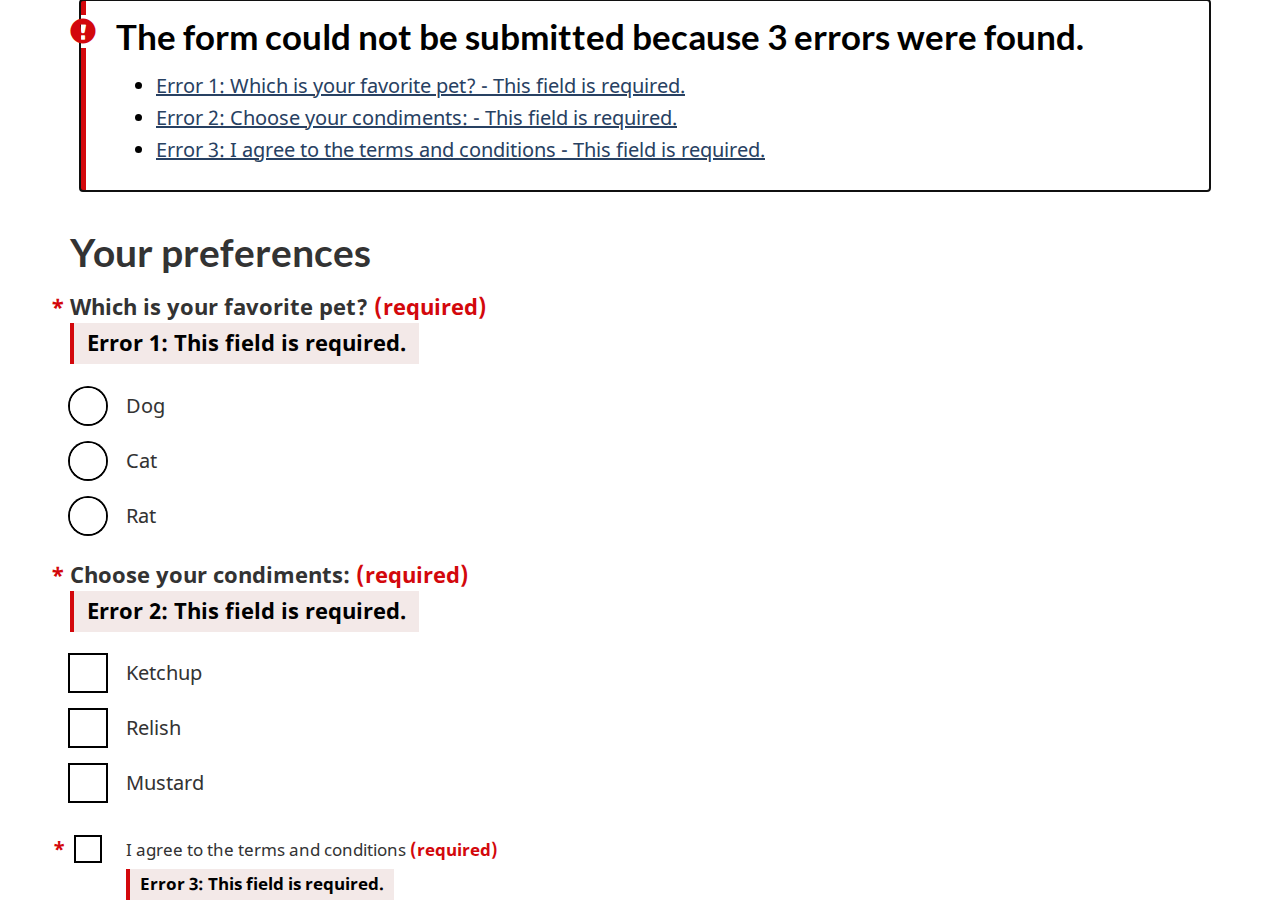 The form could not be submitted because 3 errors were found.
Error 1: Which is your favorite pet? - This field is required.
Error 2: Choose your condiments: - This field is required.
Error 3: I agree to the terms and conditions - This field is required.
Your preferences
* Which is your favorite pet? (required)
Error 1: This field is required.
Dog
Cat
Rat
* Choose your condiments: (required)
Error 2: This field is required.
Ketchup
Relish
Mustard
* I agree to the terms and conditions (required)
Error 3: This field is required.